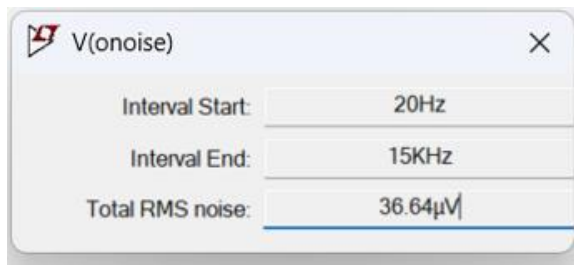 V(onoise)
Interval Start: 20Hz
Interval End: 15KHz
Total RMS noise: 36.64µV